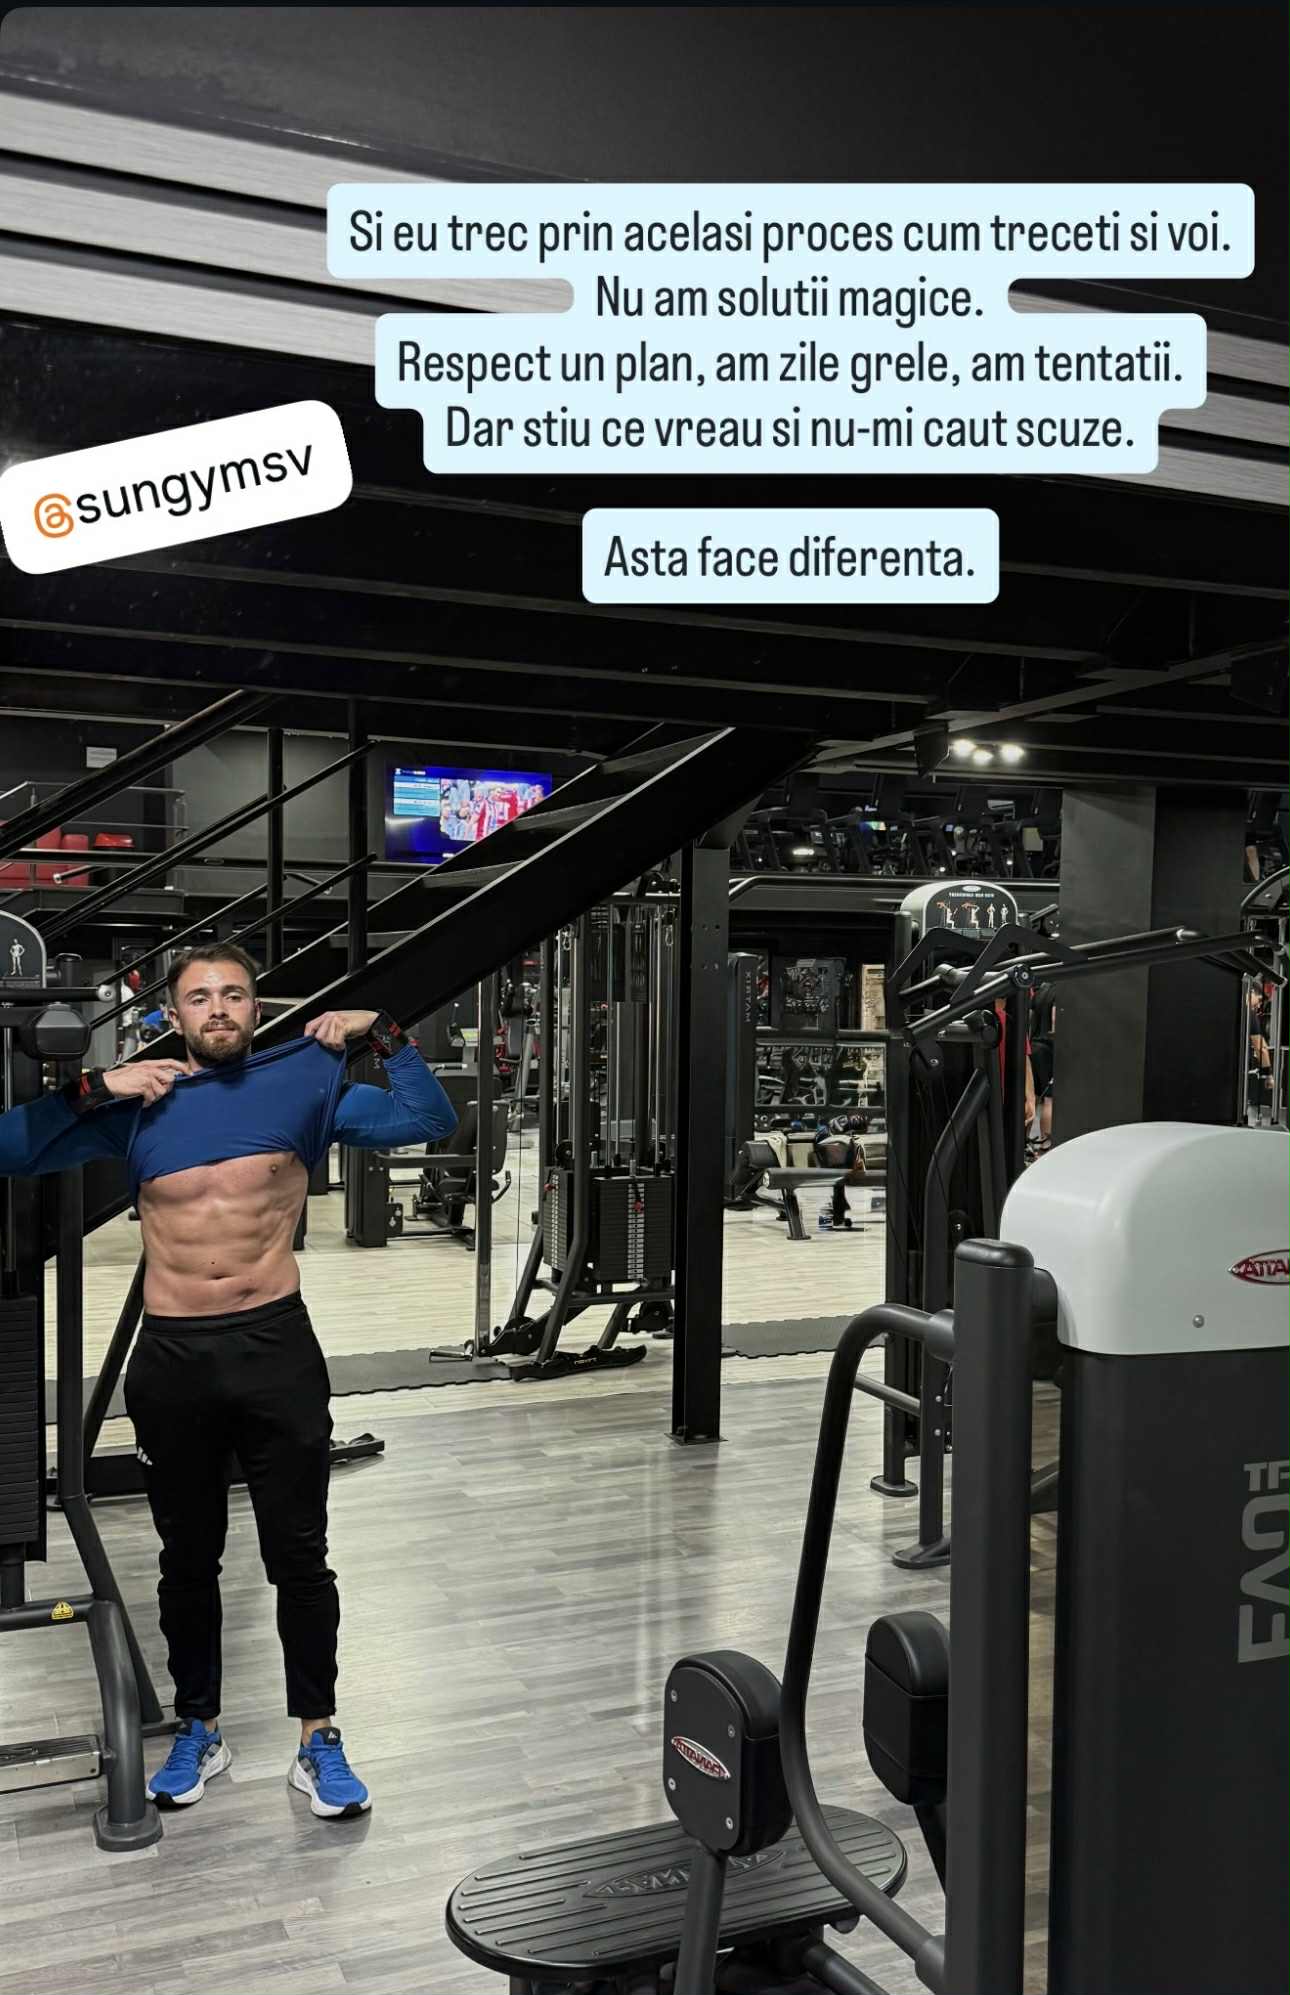 Si eu trec prin acelasi proces cum treceti si voi.
Nu am solutii magice.
Respect un plan, am zile grele, am tentatii.
Dar stiu ce vreau si nu-mi caut scuze.
@sungymsv
Asta face diferenta.